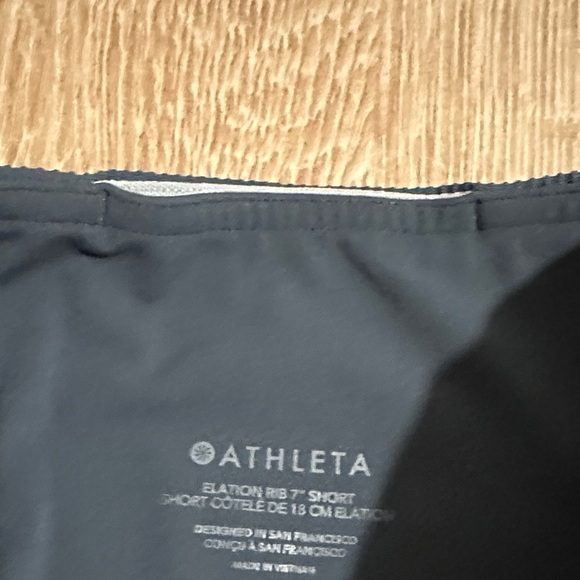 ATHLETA
ELATION RIB 7" SHORT
SHORT CÔTELÉ DE 18 CM ELATION
DESIGNED IN SAN FRANCISCO
CONÇU À SAN FRANCISCO
MADE IN VIETNAM